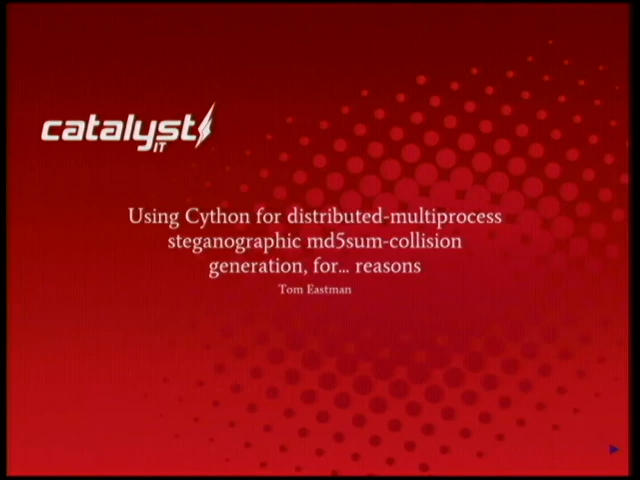 catalyst
IT
Using Cython for distributed-multiprocess
steganographic md5sum-collision
generation, for... reasons
Tom Eastman